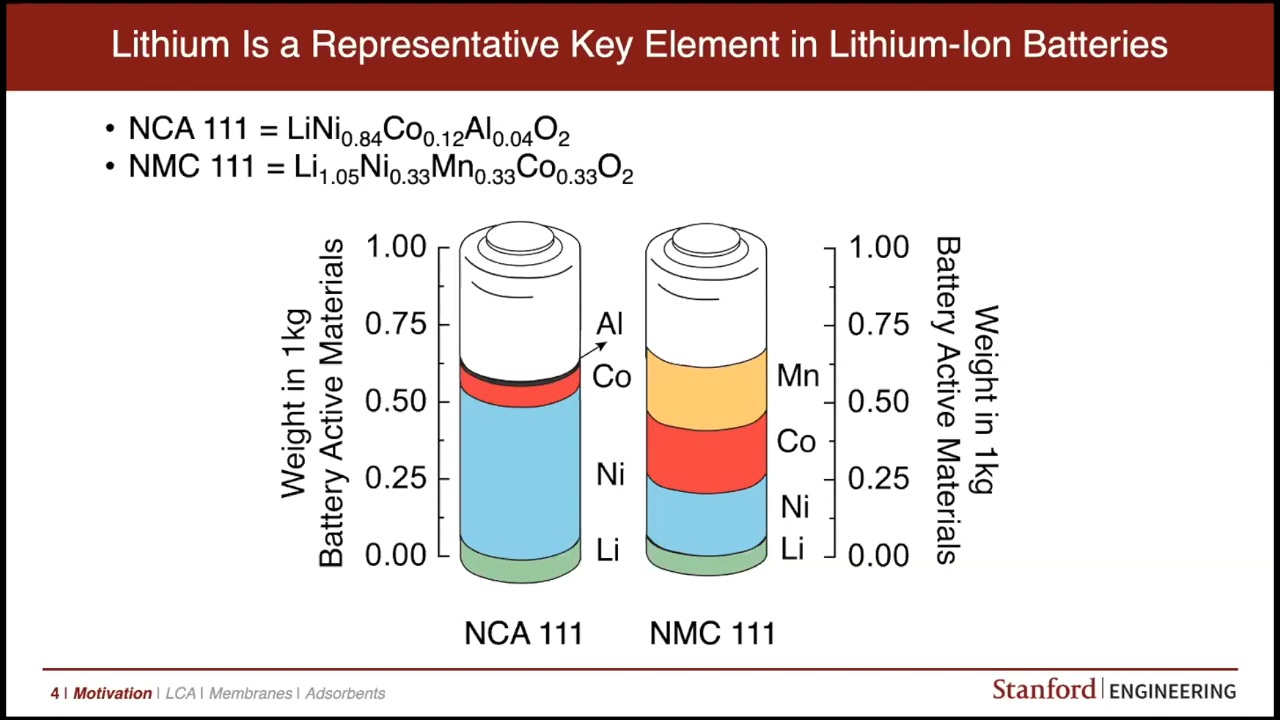 Lithium Is a Representative Key Element in Lithium-Ion Batteries
• NCA 111 = LiNi₀.₈₄Co₀.₁₂Al₀.₀₄O₂
• NMC 111 = Li₁.₀₅Ni₀.₃₃Mn₀.₃₃Co₀.₃₃O₂
Weight in 1kg
Battery Active Materials
1.00
0.75
0.50
0.25
0.00
Al
Co
Ni
Li
NCA 111
Mn
Co
Ni
Li
NMC 111
1.00
0.75
0.50
0.25
0.00
Weight in 1kg
Battery Active Materials
4 | Motivation | LCA | Membranes | Adsorbents
Stanford | ENGINEERING